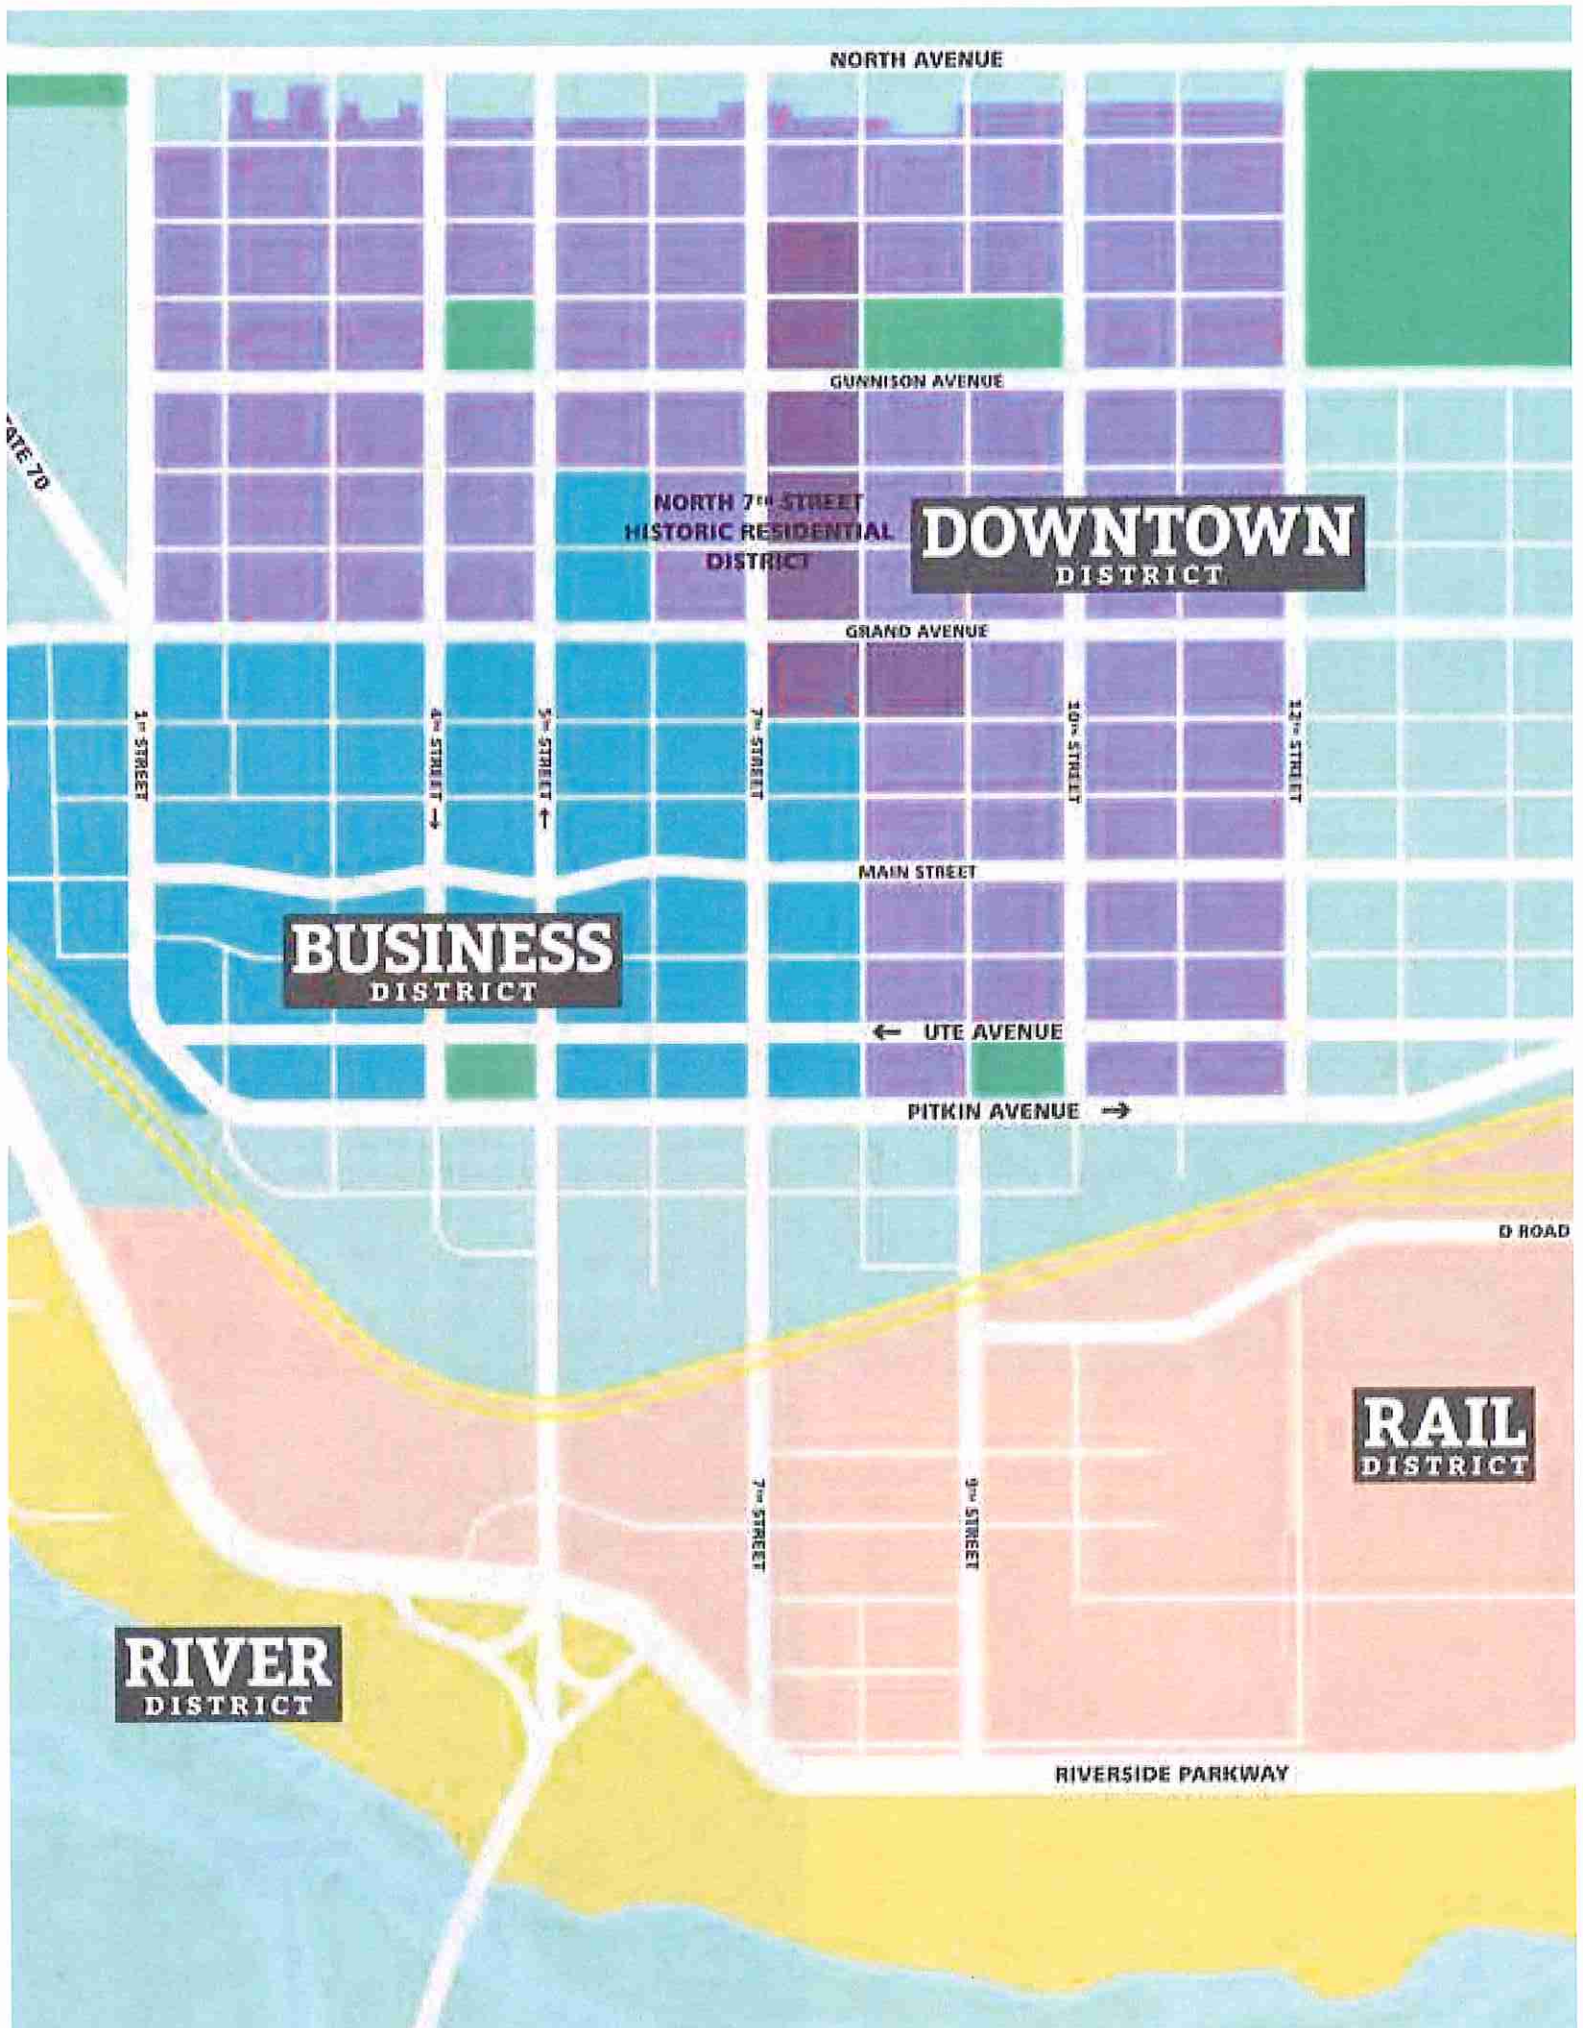 NORTH AVENUE
GUNNISON AVENUE
ATE 70
NORTH 7TH STREET
HISTORIC RESIDENTIAL
DISTRICT
DOWNTOWN
DISTRICT
GRAND AVENUE
1ST STREET
4TH STREET →
5TH STREET ←
7TH STREET
10TH STREET
12TH STREET
MAIN STREET
BUSINESS
DISTRICT
← UTE AVENUE
PITKIN AVENUE →
D ROAD
RAIL
DISTRICT
7TH STREET
9TH STREET
RIVER
DISTRICT
RIVERSIDE PARKWAY